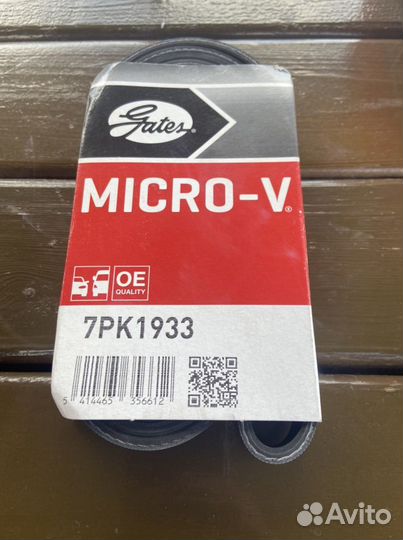 Gates
MICRO-V®
OE
QUALITY
7PK1933
5 414465 356612
Avito